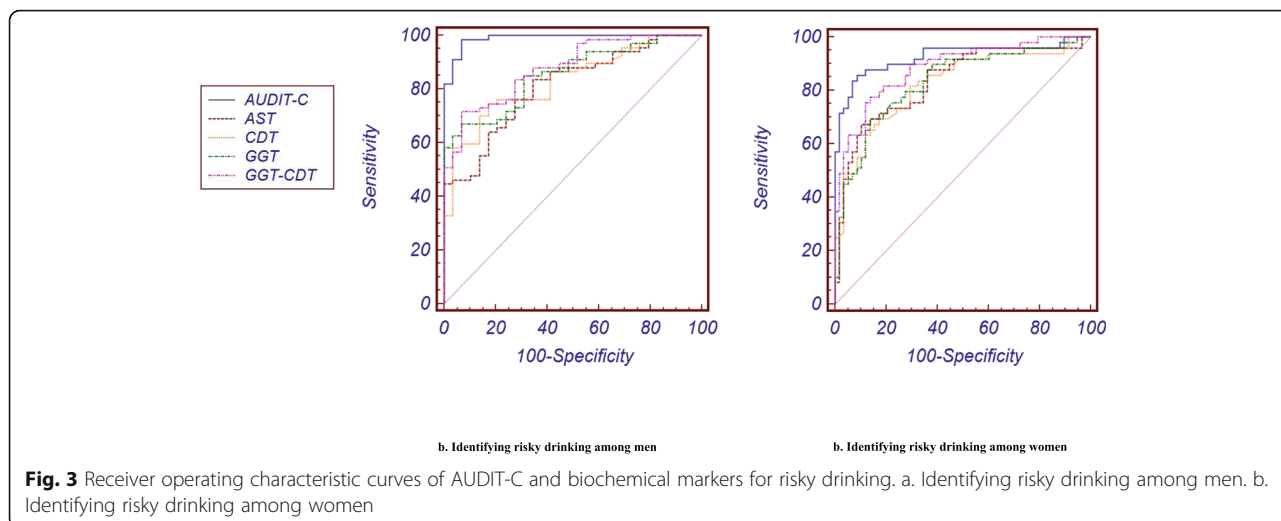 AUDIT-C
AST
CDT
GGT
GGT-CDT
Sensitivity
100
80
60
40
20
0
0 20 40 60 80 100
100-Specificity
Sensitivity
100
80
60
40
20
0
0 20 40 60 80 100
100-Specificity
b. Identifying risky drinking among men
b. Identifying risky drinking among women
Fig. 3 Receiver operating characteristic curves of AUDIT-C and biochemical markers for risky drinking. a. Identifying risky drinking among men. b.
Identifying risky drinking among women